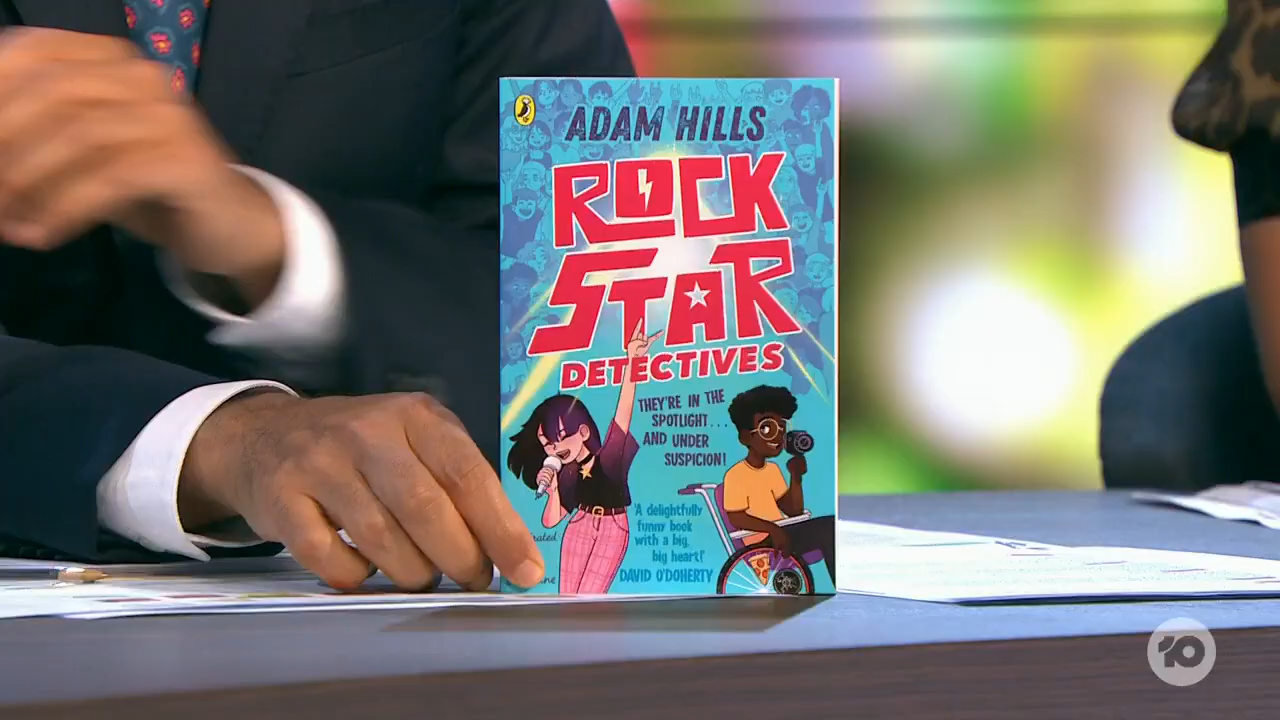 ADAM HILLS
ROCK
STAR
DETECTIVES
THEY'RE IN THE
SPOTLIGHT...
AND UNDER
SUSPICION!
'A delightfully
funny book
with a big,
big heart!'
DAVID O'DOHERTY
10